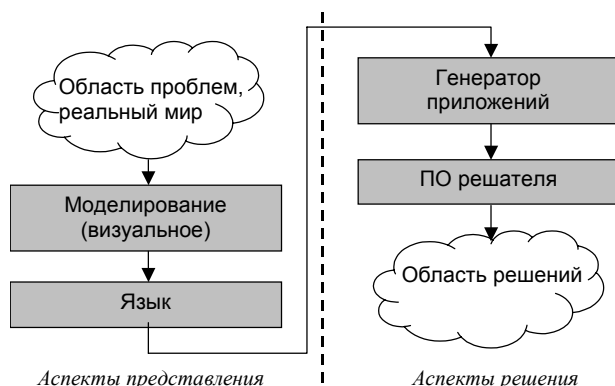 Область проблем,
реальный мир
Моделирование
(визуальное)
Язык
Аспекты представления
Генератор
приложений
ПО решателя
Область решений
Аспекты решения